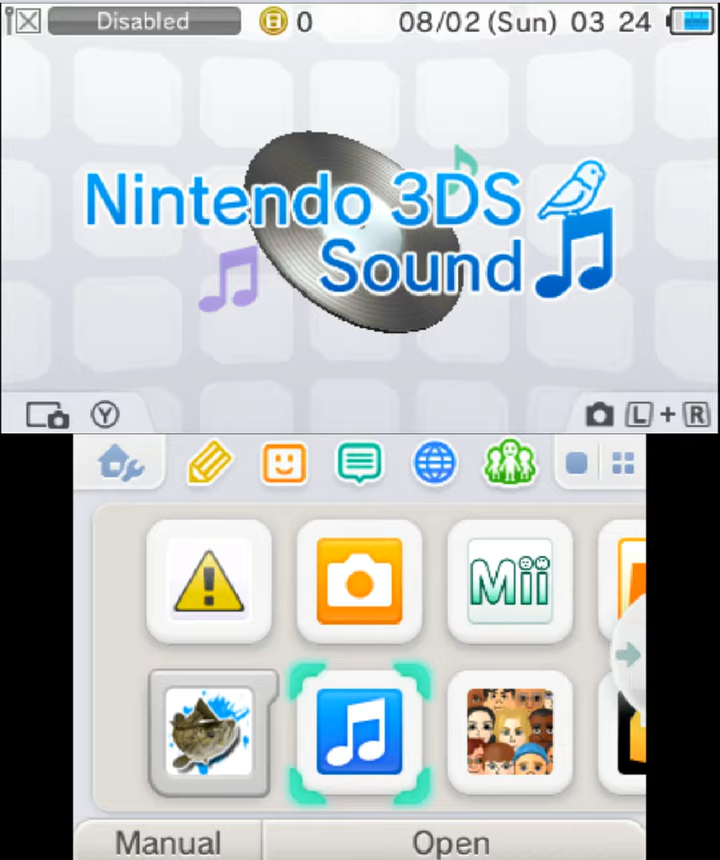 Disabled 0 08/02 (Sun) 03 24
Nintendo 3DS
Sound
Y L + R
Mii
Manual Open